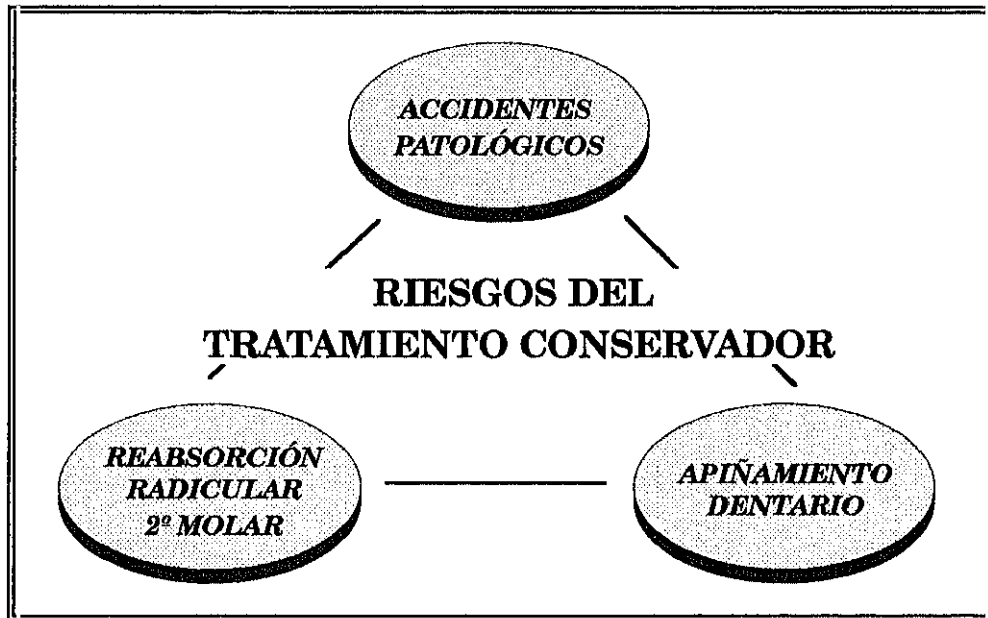 ACCIDENTES
PATOLÓGICOS
RIESGOS DEL
TRATAMIENTO CONSERVADOR
REABSORCIÓN
RADICULAR
2º MOLAR
APIÑAMIENTO
DENTARIO